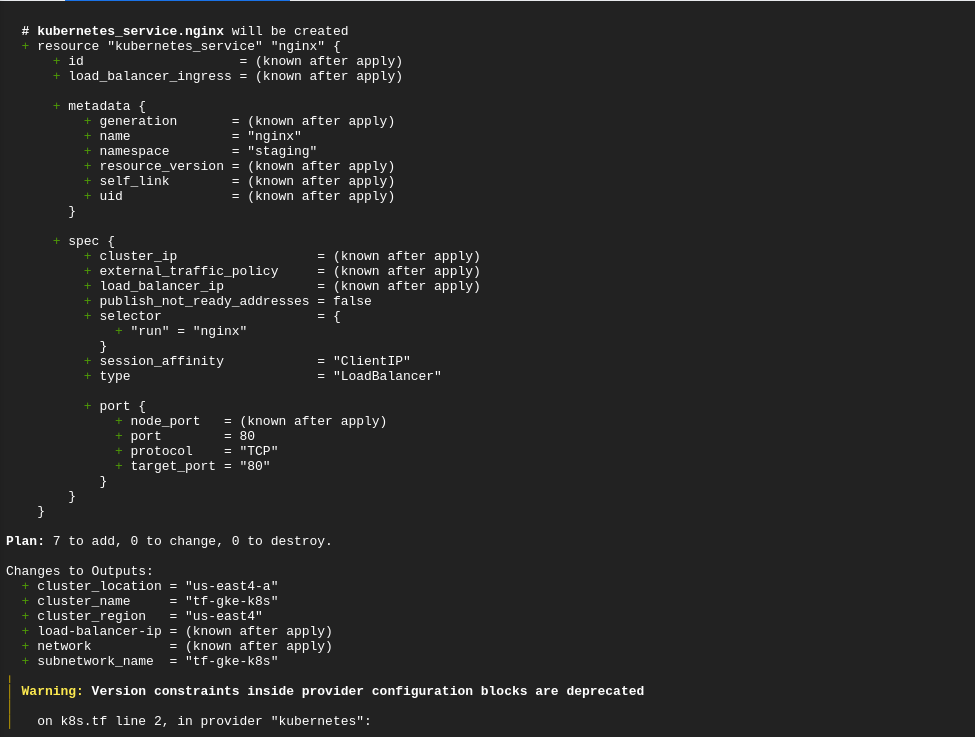 # kubernetes_service.nginx will be created
+ resource "kubernetes_service" "nginx" {
+ id = (known after apply)
+ load_balancer_ingress = (known after apply)
+ metadata {
+ generation = (known after apply)
+ name = "nginx"
+ namespace = "staging"
+ resource_version = (known after apply)
+ self_link = (known after apply)
+ uid = (known after apply)
}
+ spec {
+ cluster_ip = (known after apply)
+ external_traffic_policy = (known after apply)
+ load_balancer_ip = (known after apply)
+ publish_not_ready_addresses = false
+ selector = {
+ "run" = "nginx"
}
+ session_affinity = "ClientIP"
+ type = "LoadBalancer"
+ port {
+ node_port = (known after apply)
+ port = 80
+ protocol = "TCP"
+ target_port = "80"
}
}
}
Plan: 7 to add, 0 to change, 0 to destroy.
Changes to Outputs:
+ cluster_location = "us-east4-a"
+ cluster_name = "tf-gke-k8s"
+ cluster_region = "us-east4"
+ load-balancer-ip = (known after apply)
+ network = (known after apply)
+ subnetwork_name = "tf-gke-k8s"
Warning: Version constraints inside provider configuration blocks are deprecated
on k8s.tf line 2, in provider "kubernetes":